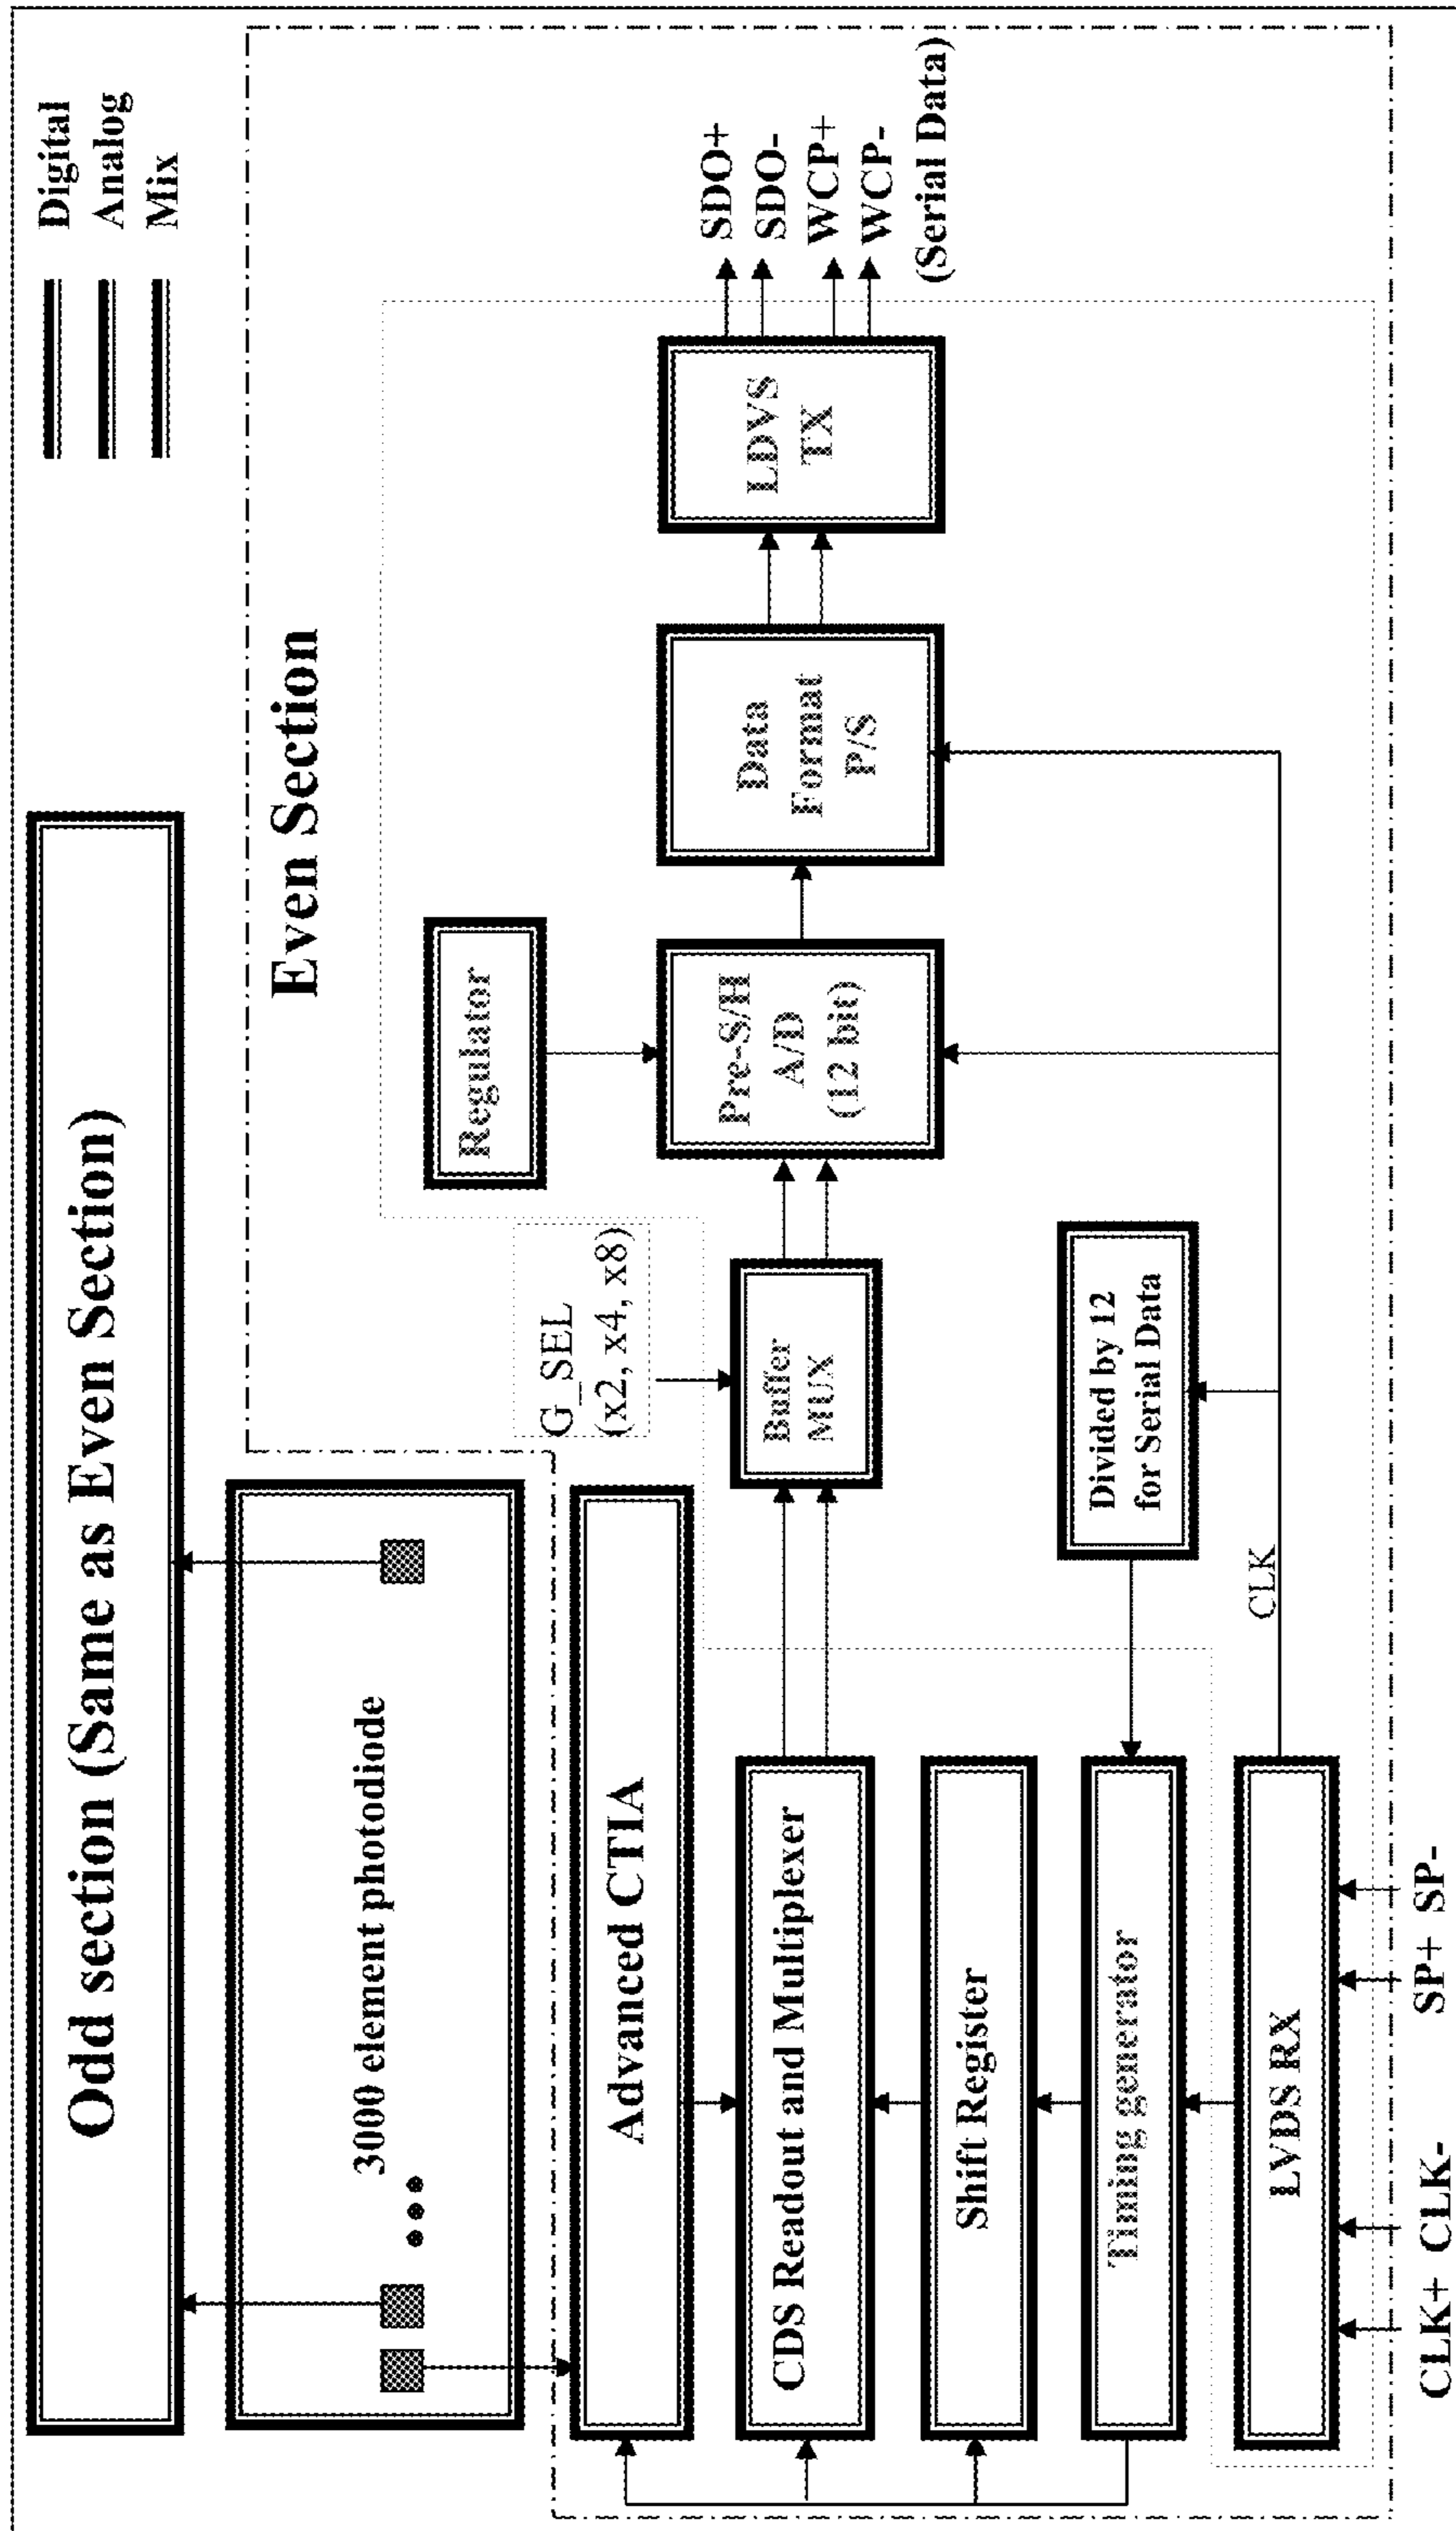 Odd section (Same as Even Section)
Digital
Analog
Mix
3000 element photodiode
Even Section
Advanced CTIA
G_SEL
(x2, x4, x8)
Regulator
CDS Readout and Multiplexer
Buffer
MUX
Pre-S/H
A/D
(12 bit)
Data
Format
P/S
LDVS
TX
SDO+
SDO-
WCP+
WCP-
(Serial Data)
Shift Register
Timing generator
Divided by 12
for Serial Data
LVDS RX
CLK
CLK+ CLK-
SP+ SP-